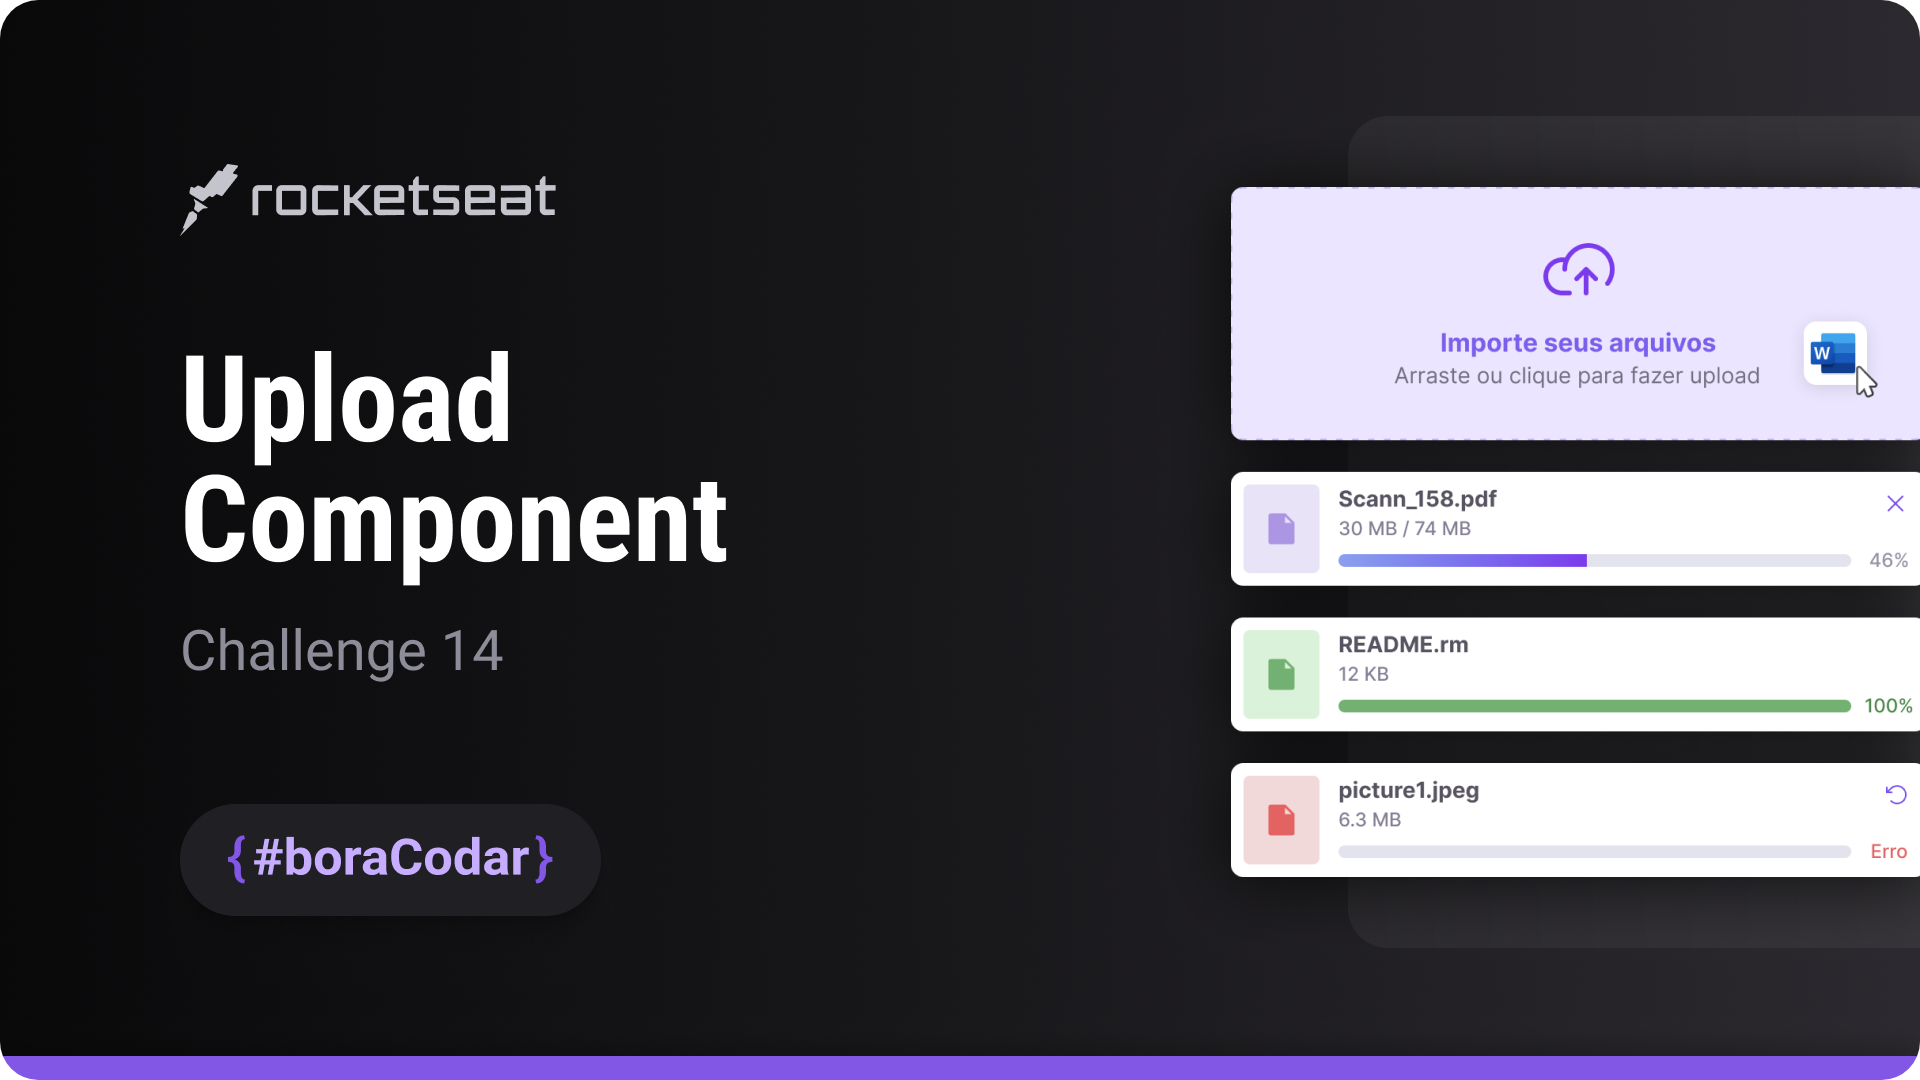 rocketseat
Upload
Component
Challenge 14
{#boraCodar}
Importe seus arquivos
Arraste ou clique para fazer upload
W
Scann_158.pdf
30 MB / 74 MB
46%
README.rm
12 KB
100%
picture1.jpeg
6.3 MB
Erro